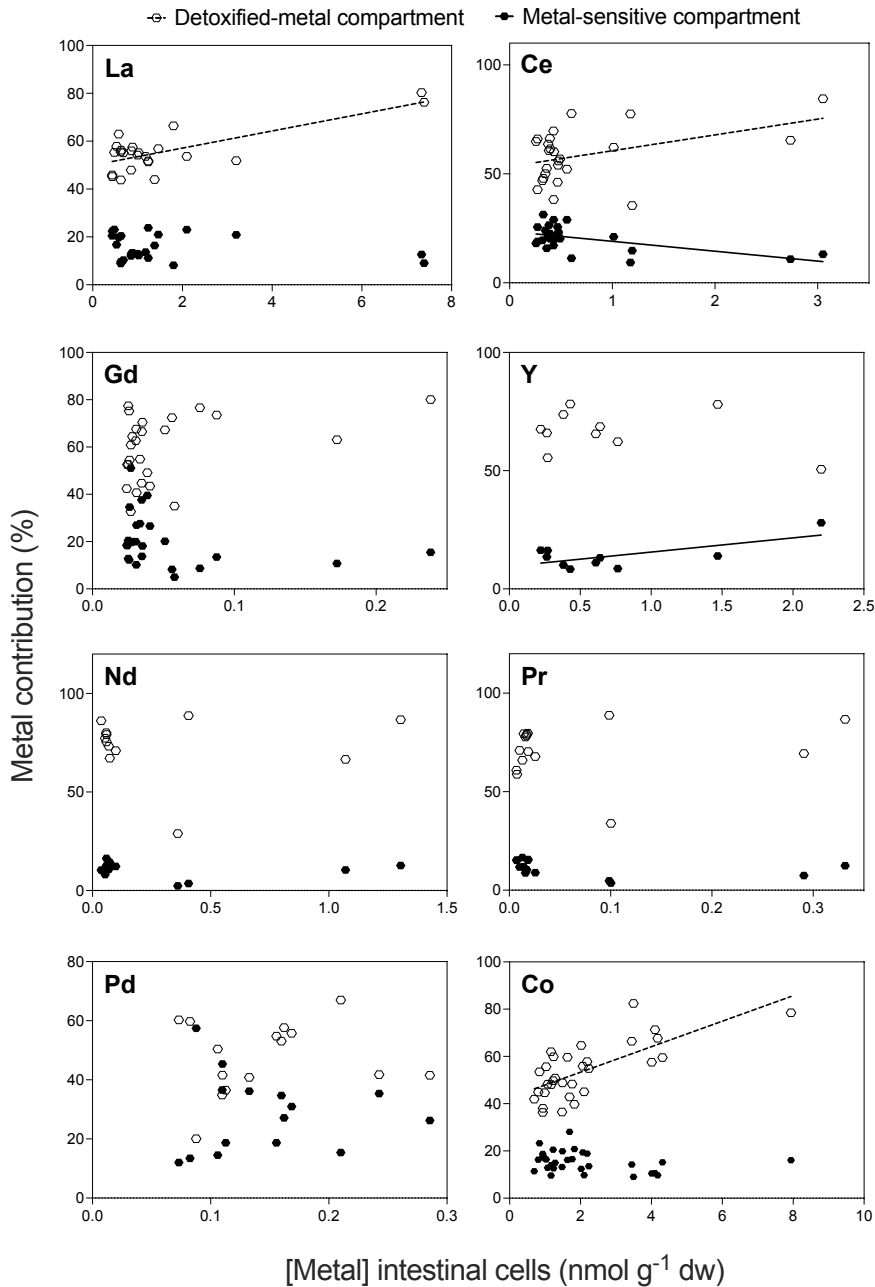 Detoxified-metal compartment Metal-sensitive compartment
La
100
80
60
40
20
0
0 2 4 6 8
Ce
100
50
0
0 1 2 3
Gd
100
80
60
40
20
0
0.0 0.1 0.2
Y
100
50
0
0.0 0.5 1.0 1.5 2.0 2.5
Nd
100
50
0
0.0 0.5 1.0 1.5
Pr
100
50
0
0.0 0.1 0.2 0.3
Pd
80
60
40
20
0
0.0 0.1 0.2 0.3
Co
100
80
60
40
20
0
0 2 4 6 8 10
Metal contribution (%)
[Metal] intestinal cells (nmol g⁻¹ dw)